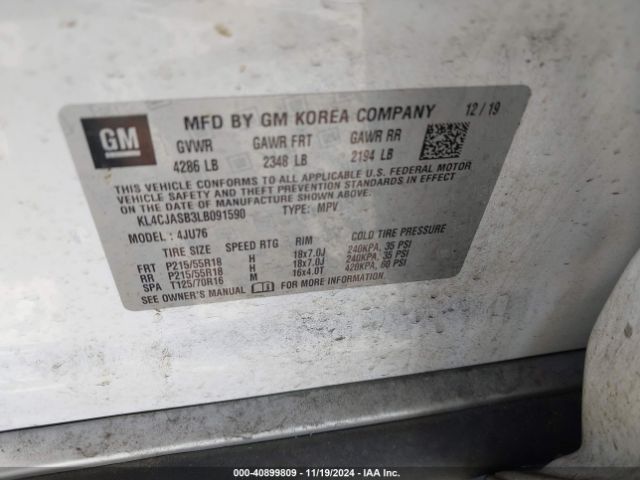 GM
MFD BY GM KOREA COMPANY 12/19
GVWR GAWR FRT GAWR RR
4286 LB 2348 LB 2194 LB
THIS VEHICLE CONFORMS TO ALL APPLICABLE U.S. FEDERAL MOTOR
VEHICLE SAFETY AND THEFT PREVENTION STANDARDS IN EFFECT
ON THE DATE OF MANUFACTURE SHOWN ABOVE.
KL4CJASB3LB091590 TYPE: MPV
MODEL: 4JU76
TIRE SIZE SPEED RTG RIM COLD TIRE PRESSURE
FRT P215/55R18 H 18x7.0J 240KPA, 35 PSI
RR P215/55R18 H 18x7.0J 240KPA, 35 PSI
SPA T125/70R16 M 16x4.0T 420KPA, 60 PSI
SEE OWNER'S MANUAL FOR MORE INFORMATION.
000-40899809 - 11/19/2024 - IAA Inc.